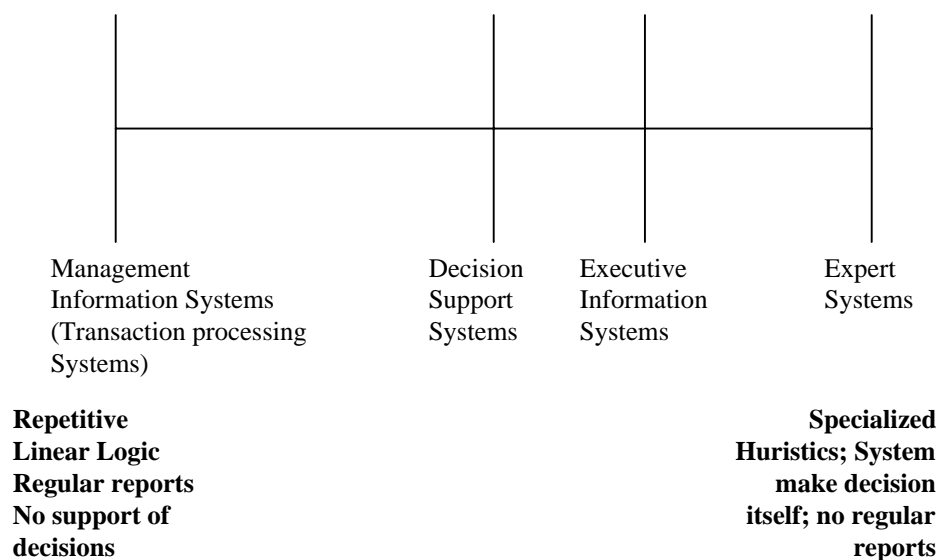 Management
Information Systems
(Transaction processing
Systems)
Decision
Support
Systems
Executive
Information
Systems
Expert
Systems
Repetitive
Linear Logic
Regular reports
No support of
decisions
Specialized
Huristics; System
make decision
itself; no regular
reports